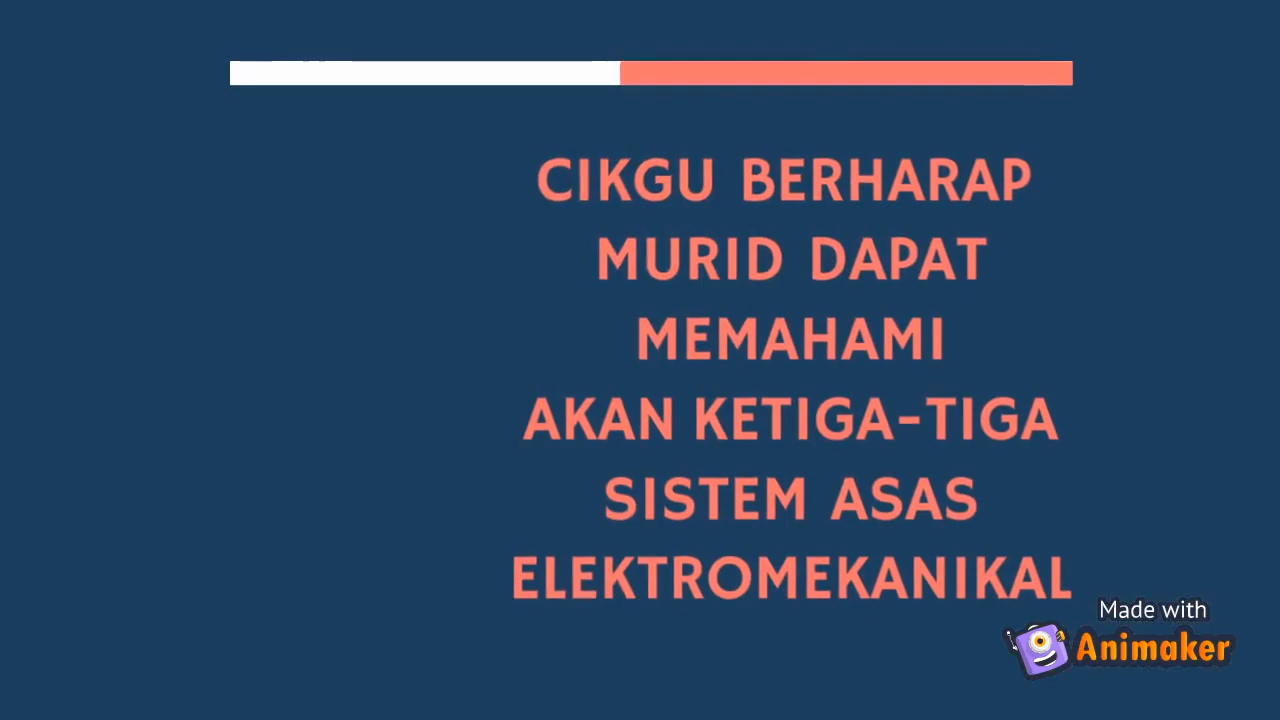 CIKGU BERHARAP
MURID DAPAT
MEMAHAMI
AKAN KETIGA-TIGA
SISTEM ASAS
ELEKTROMEKANIKAL
Made with
Animaker